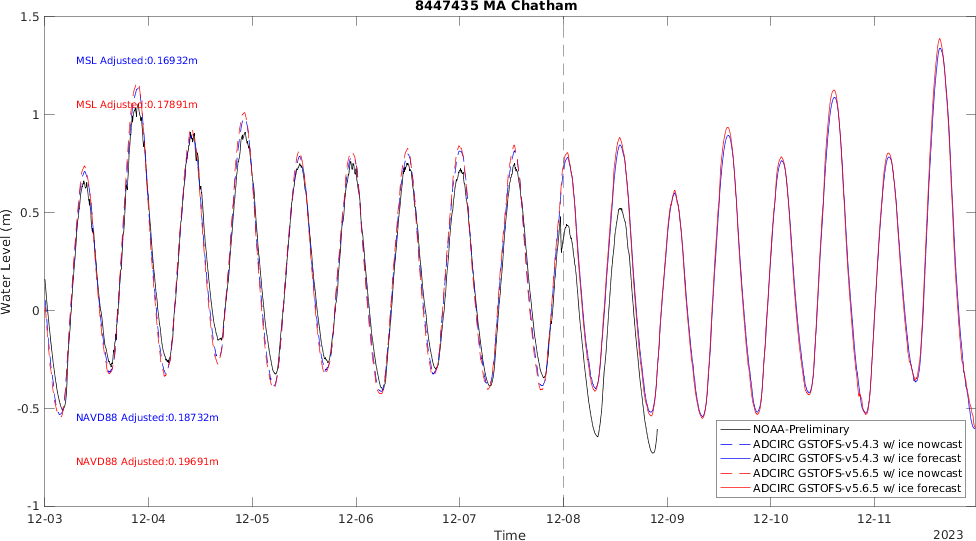 8447435 MA Chatham
1.5
1
0.5
0
-0.5
-1
Water Level (m)
MSL Adjusted:0.16932m
MSL Adjusted:0.17891m
NAVD88 Adjusted:0.18732m
NAVD88 Adjusted:0.19691m
NOAA-Preliminary
ADCIRC GSTOFS-v5.4.3 w/ ice nowcast
ADCIRC GSTOFS-v5.4.3 w/ ice forecast
ADCIRC GSTOFS-v5.6.5 w/ ice nowcast
ADCIRC GSTOFS-v5.6.5 w/ ice forecast
12-03 12-04 12-05 12-06 12-07 12-08 12-09 12-10 12-11
Time
2023